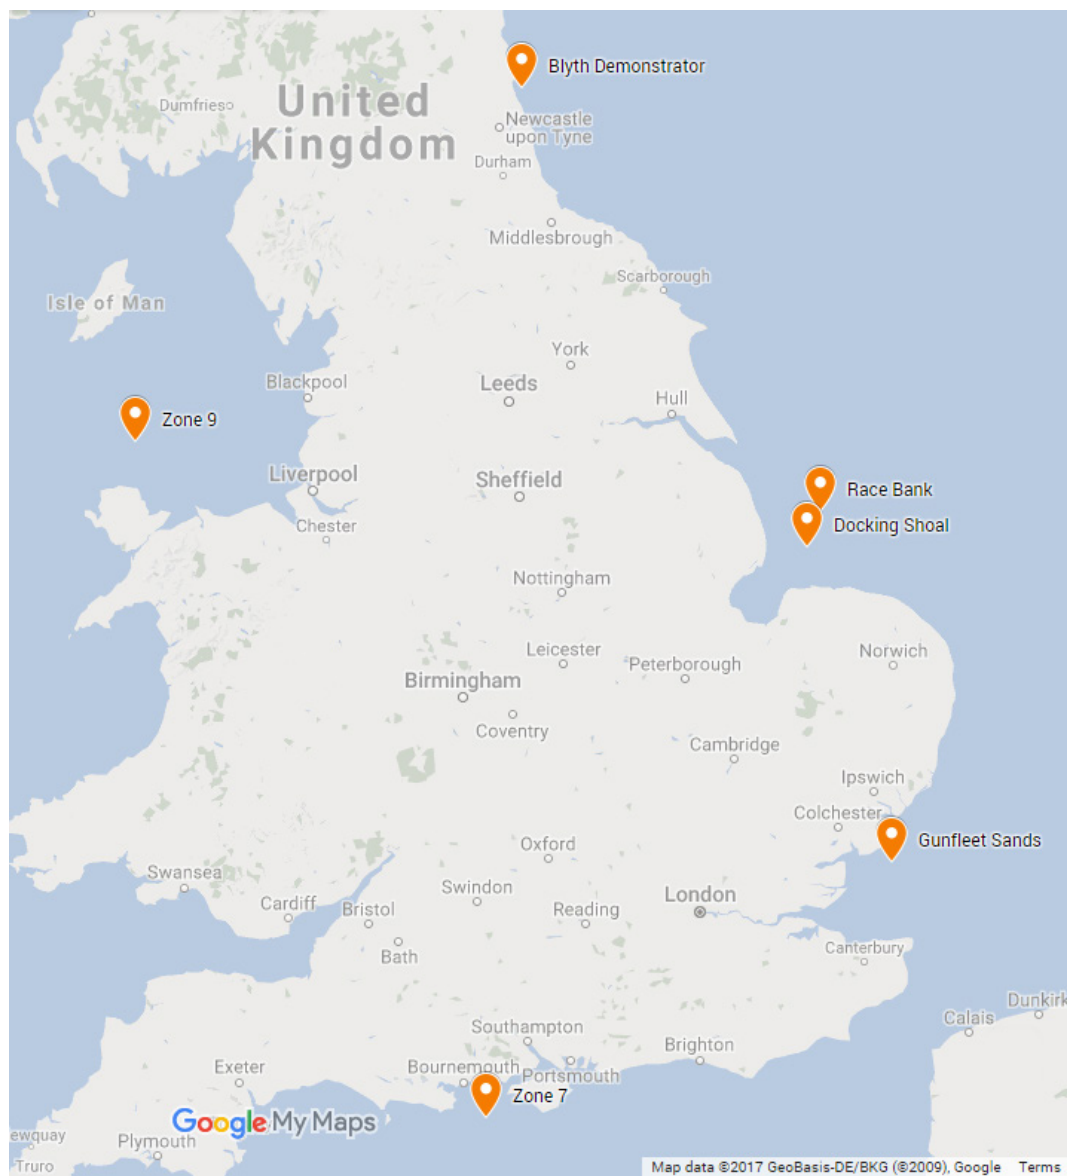 Blyth Demonstrator
Dumfries
United
Kingdom
Newcastle
upon Tyne
Durham
Middlesbrough
Scarborough
Isle of Man
York
Blackpool
Leeds
Hull
Zone 9
Liverpool
Sheffield
Race Bank
Chester
Docking Shoal
Nottingham
Leicester
Norwich
Peterborough
Birmingham
Coventry
Cambridge
Ipswich
Colchester
Gunfleet Sands
Oxford
Swansea
Swindon
London
Cardiff
Bristol
Reading
Bath
Canterbury
Dunkirk
Calais
Southampton
Brighton
Exeter
Bournemouth
Portsmouth
Zone 7
Google My Maps
ewquay
Plymouth
Truro
Map data ©2017 GeoBasis-DE/BKG (©2009), Google Terms